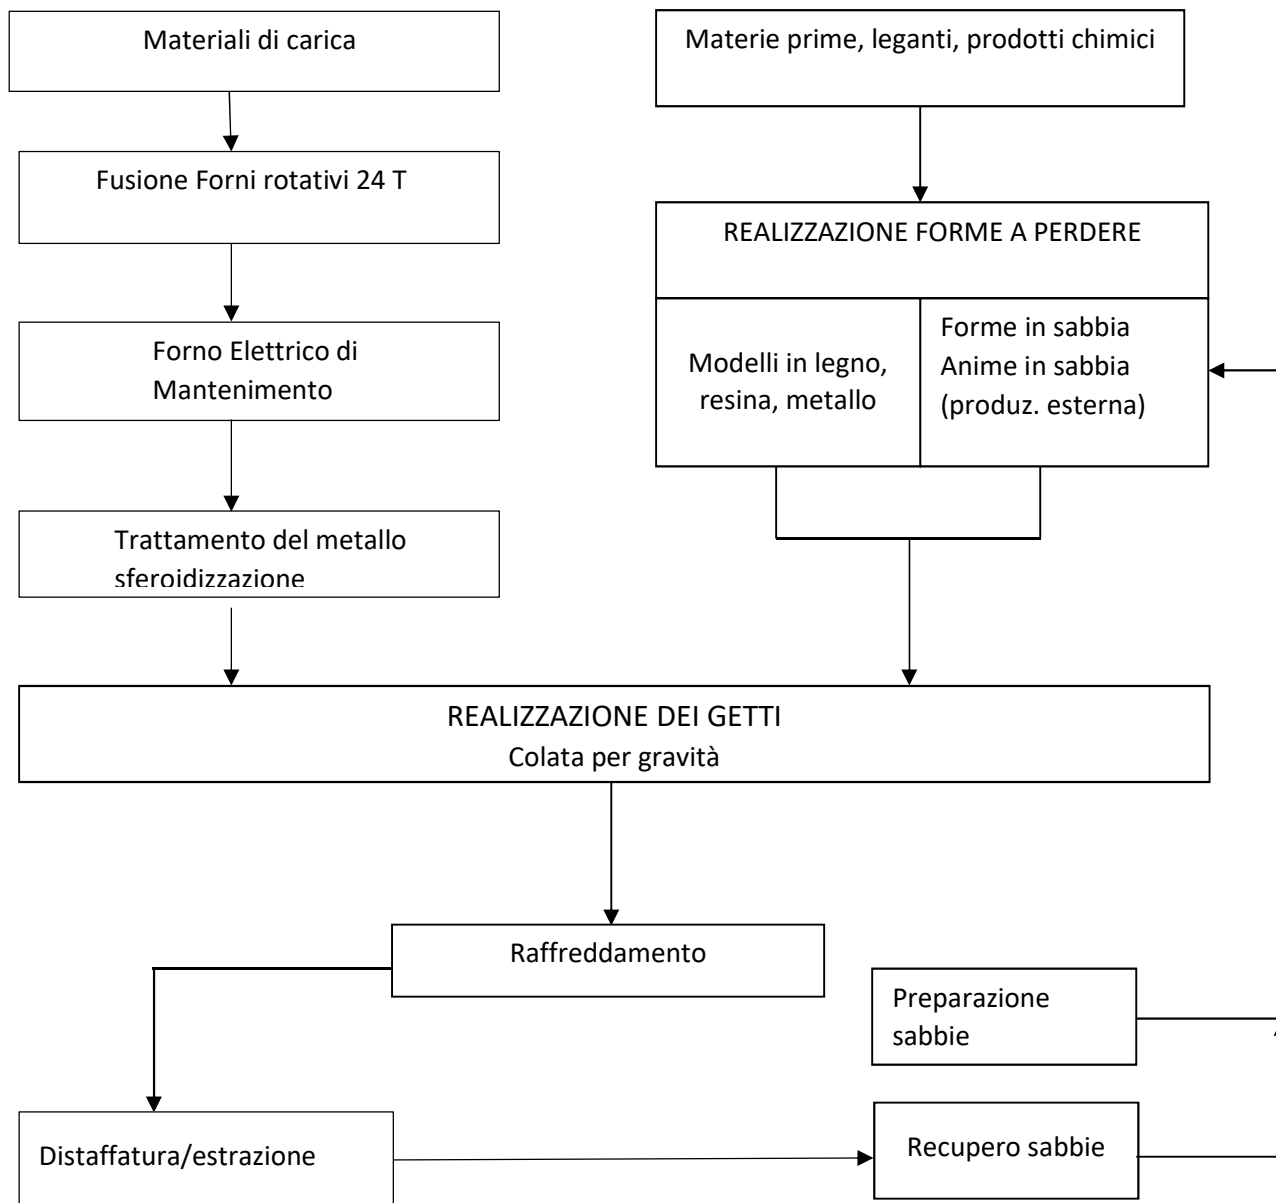 Materiali di carica
Materie prime, leganti, prodotti chimici
Fusione Forni rotativi 24 T
REALIZZAZIONE FORME A PERDERE
Forno Elettrico di
Mantenimento
Modelli in legno,
resina, metallo
Forme in sabbia
Anime in sabbia
(produz. esterna)
Trattamento del metallo
sferoidizzazione
REALIZZAZIONE DEI GETTI
Colata per gravità
Raffreddamento
Preparazione
sabbie
Distaffatura/estrazione
Recupero sabbie